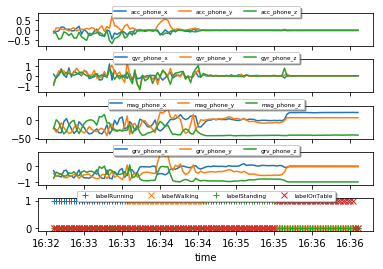 acc_phone_x acc_phone_y acc_phone_z
0.5
0.0
-0.5
gyr_phone_x gyr_phone_y gyr_phone_z
1
0
-1
mag_phone_x mag_phone_y mag_phone_z
0
-50
grv_phone_x grv_phone_y grv_phone_z
0
-1
labelRunning labelWalking labelStanding labelOnTable
1
0
16:32 16:33 16:33 16:34 16:34 16:35 16:35 16:36 16:36
time